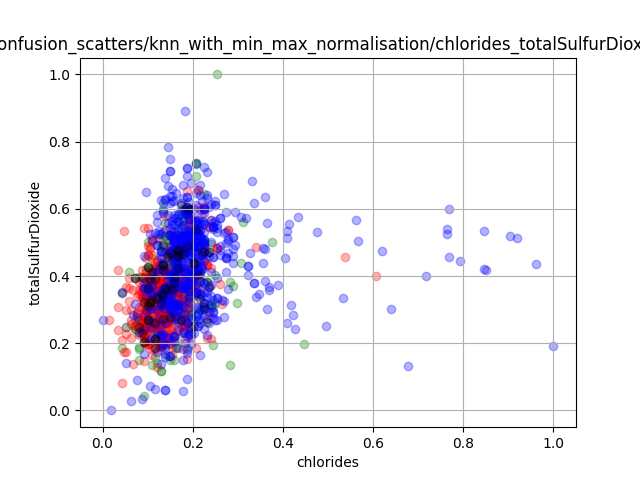 onfusion_scatters/knn_with_min_max_normalisation/chlorides_totalSulfurDiox
1.0
0.8
0.6
0.4
0.2
0.0
totalSulfurDioxide
0.0 0.2 0.4 0.6 0.8 1.0
chlorides